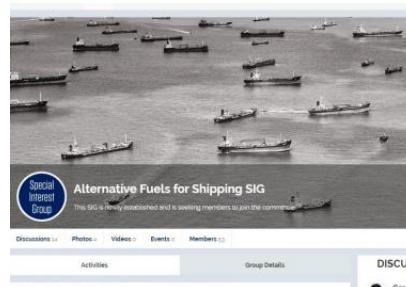 Special
Interest
Group
Alternative Fuels for Shipping SIG
This SIG is newly established and is seeking members to join the committee
Discussions
Photos
Videos
Events
Members
Activities
Group Details
DISCU